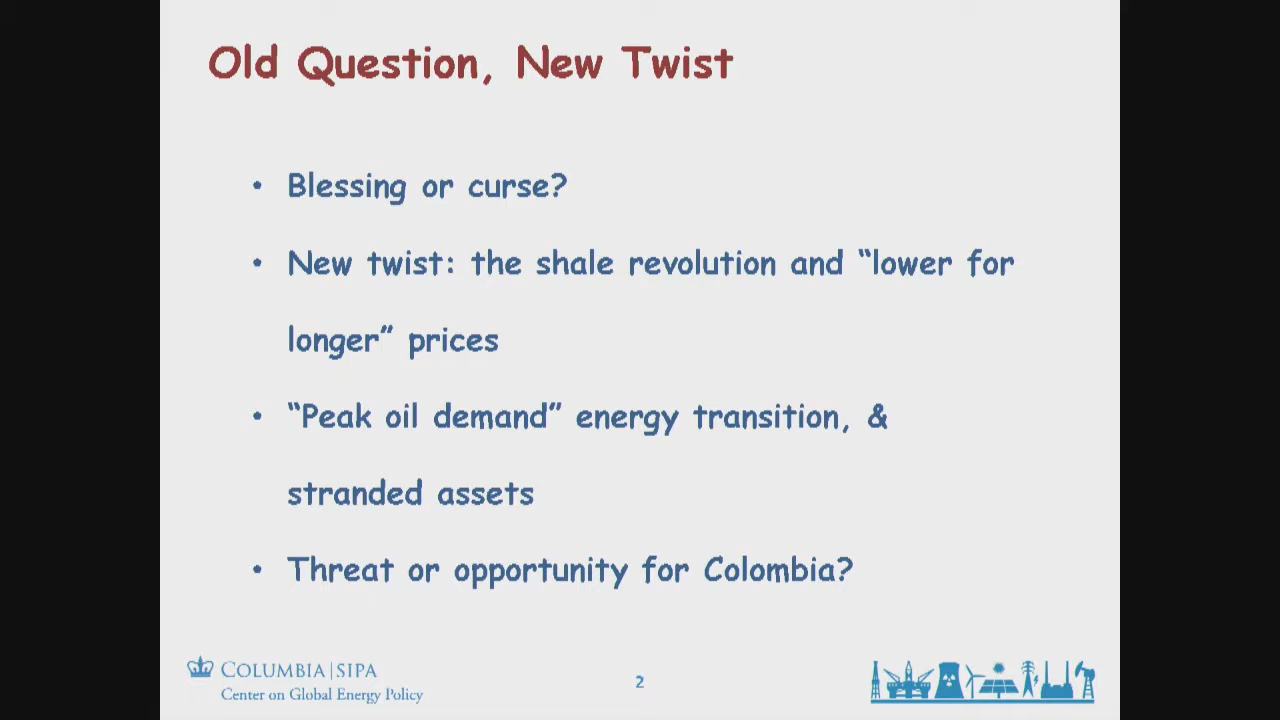 Old Question, New Twist
• Blessing or curse?
• New twist: the shale revolution and “lower for
longer” prices
• “Peak oil demand” energy transition, &
stranded assets
• Threat or opportunity for Colombia?
COLUMBIA | SIPA
Center on Global Energy Policy
2